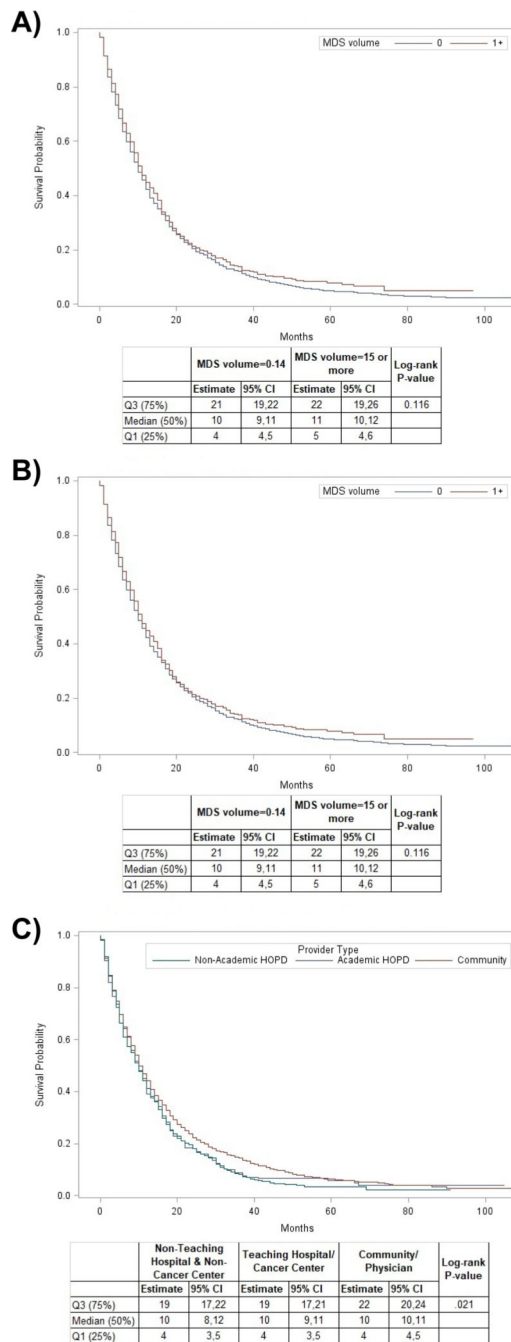 A)
MDS volume 0 1+
1.0
0.8
0.6
0.4
0.2
0.0
Survival Probability
0 20 40 60 80 100
Months
MDS volume=0-14 MDS volume=15 or more Log-rank P-value
Estimate 95% CI Estimate 95% CI
Q3 (75%) 21 19,22 22 19,26 0.116
Median (50%) 10 9,11 11 10,12
Q1 (25%) 4 4,5 5 4,6
B)
MDS volume 0 1+
1.0
0.8
0.6
0.4
0.2
0.0
Survival Probability
0 20 40 60 80 100
Months
MDS volume=0-14 MDS volume=15 or more Log-rank P-value
Estimate 95% CI Estimate 95% CI
Q3 (75%) 21 19,22 22 19,26 0.116
Median (50%) 10 9,11 11 10,12
Q1 (25%) 4 4,5 5 4,6
C)
Provider Type
Non-Academic HOPD Academic HOPD Community
1.0
0.8
0.6
0.4
0.2
0.0
Survival Probability
0 20 40 60 80 100
Months
Non-Teaching Hospital & Non-Cancer Center Teaching Hospital/ Cancer Center Community/ Physician Log-rank P-value
Estimate 95% CI Estimate 95% CI Estimate 95% CI
Q3 (75%) 19 17,22 19 17,21 22 20,24 .021
Median (50%) 10 8,12 10 9,11 10 10,11
Q1 (25%) 4 3,5 4 3,5 4 4,5